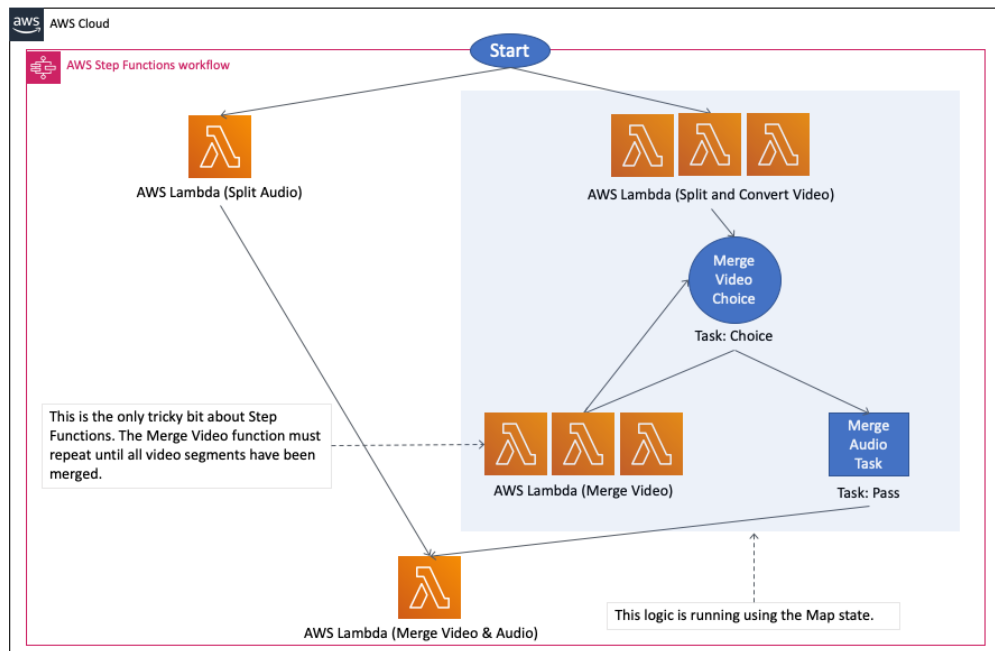 aws
AWS Cloud
AWS Step Functions workflow
Start
AWS Lambda (Split Audio)
AWS Lambda (Split and Convert Video)
Merge
Video
Choice
Task: Choice
This is the only tricky bit about Step
Functions. The Merge Video function must
repeat until all video segments have been
merged.
AWS Lambda (Merge Video)
Merge
Audio
Task
Task: Pass
AWS Lambda (Merge Video & Audio)
This logic is running using the Map state.